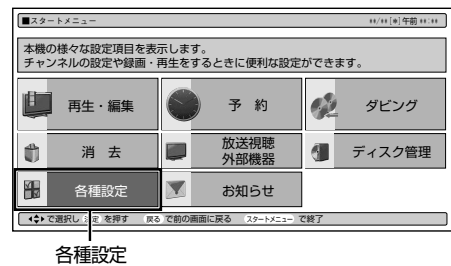 ■スタートメニュー
**/**[*]午前**:**
本機の様々な設定項目を表示します。
チャンネルの設定や録画・再生をするときに便利な設定ができます。
再生・編集
予 約
ダビング
消 去
放送視聴
外部機器
ディスク管理
各種設定
お知らせ
で選択し を押す 戻る で前の画面に戻る スタートメニュー で終了
各種設定